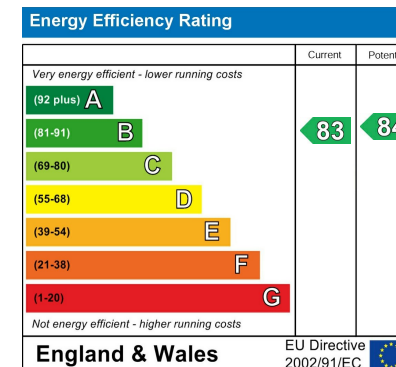 Energy Efficiency Rating
Current
Very energy efficient - lower running costs
(92 plus) A
(81-91) B
83
(69-80) C
(55-68) D
(39-54) E
(21-38) F
(1-20) G
Not energy efficient - higher running costs
England & Wales
EU Directive
2002/91/EC